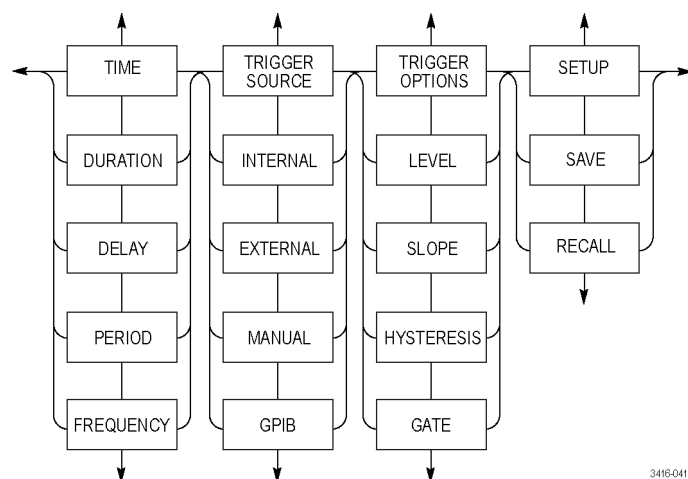 TIME
TRIGGER
SOURCE
TRIGGER
OPTIONS
SETUP
DURATION
INTERNAL
LEVEL
SAVE
DELAY
EXTERNAL
SLOPE
RECALL
PERIOD
MANUAL
HYSTERESIS
FREQUENCY
GPIB
GATE
3416-041